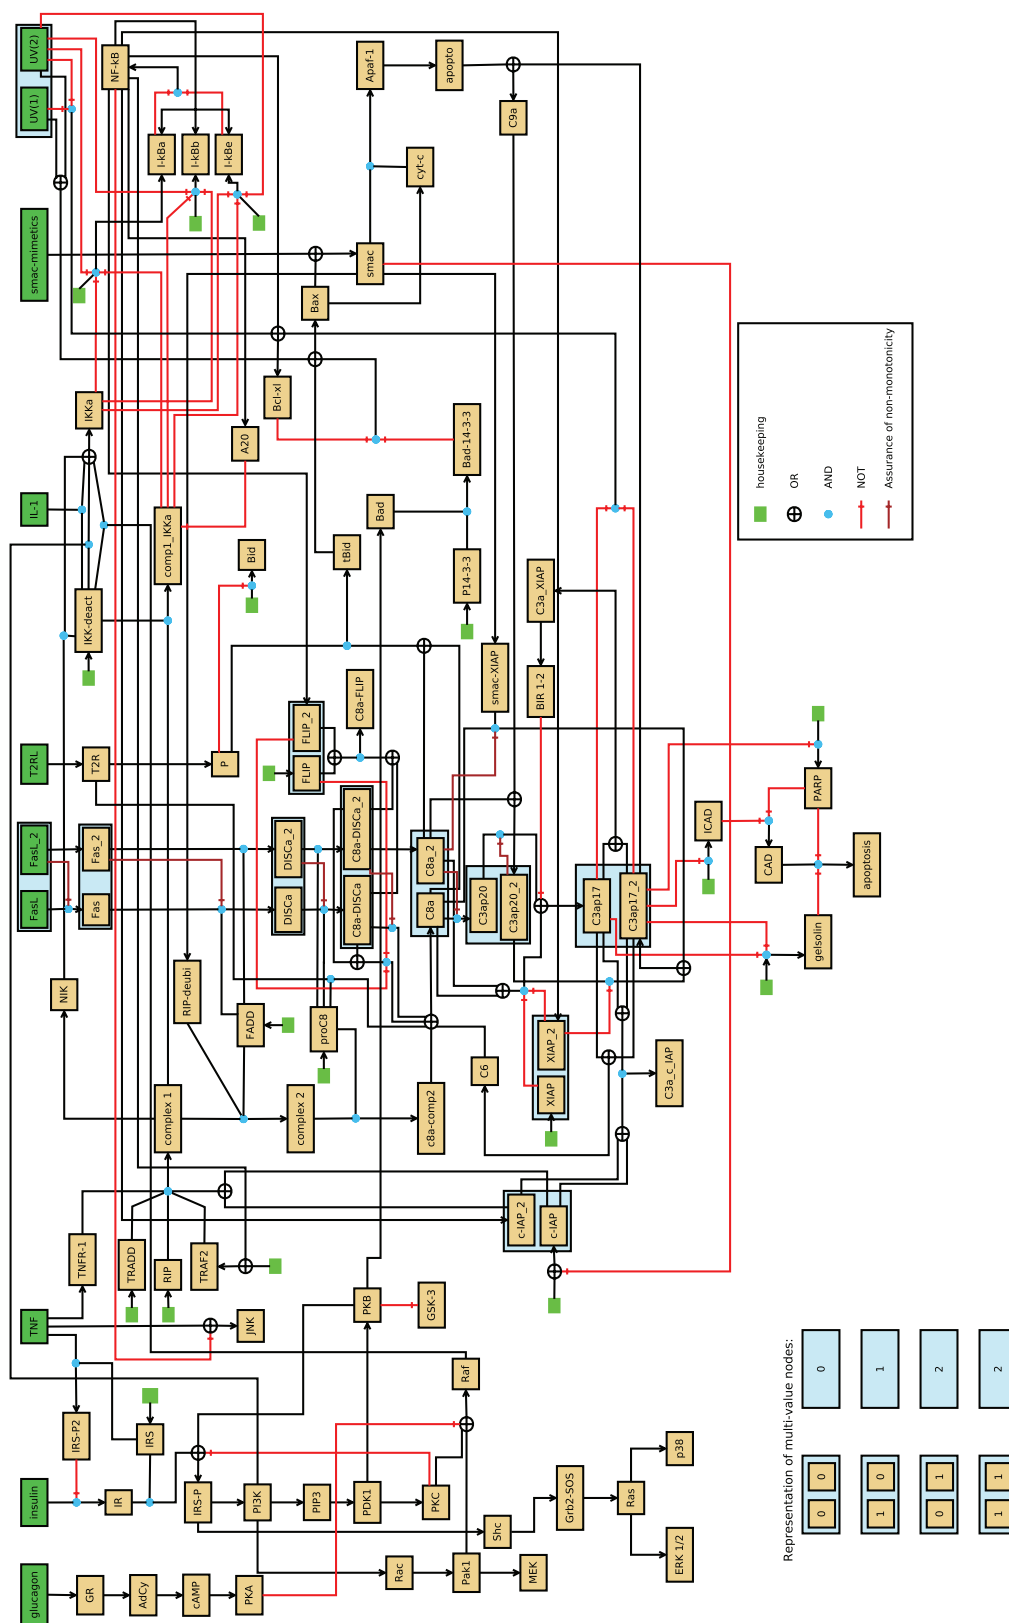 UV(2)
UV(1)
smac-mimetics
IL-1
T2RL
FasL_2
FasL
TNF
insulin
glucagon
NF-kB
I-kBa
I-kBb
I-kBe
Apaf-1
apopto
C9a
cyt-c
smac
Bax
Bcl-xl
A20
IKKa
comp1_IKKa
IKK-deact
Bad-14-3-3
Bad
P14-3-3
tBid
Bid
C3a_XIAP
BIR 1-2
smac-XIAP
T2R
P
FLIP_2
FLIP
C8a-FLIP
Fas_2
Fas
DISCa_2
DISCa
C8a-DISCa_2
C8a-DISCa
C8a_2
C8a
C3ap20
C3ap20_2
C3ap17
C3ap17_2
ICAD
CAD
PARP
gelsolin
apoptosis
NIK
RIP-deubi
FADD
proC8
complex 1
complex 2
c8a-comp2
C6
XIAP_2
XIAP
C3a_c_IAP
c-IAP_2
c-IAP
TNFR-1
TRADD
RIP
TRAF2
JNK
PKB
GSK-3
Raf
IRS-P2
IRS
IR
IRS-P
PI3K
PIP3
PDK1
PKC
Shc
Grb2-SOS
Ras
p38
ERK 1/2
GR
AdCy
cAMP
PKA
Rac
Pak1
MEK
housekeeping
OR
AND
NOT
Assurance of non-monotonicity
Representation of multi-value nodes:
0 0 0
1 0 1
0 1 2
1 1 2